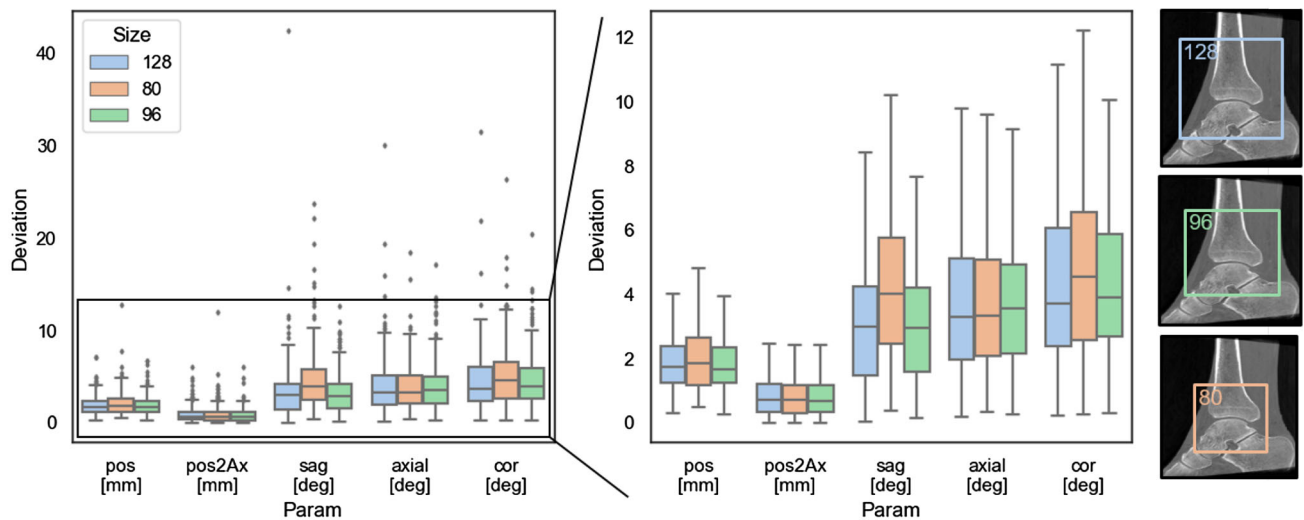 Size
128
80
96
40
30
20
10
0
Deviation
pos
[mm]
pos2Ax
[mm]
sag
[deg]
axial
[deg]
cor
[deg]
Param
12
10
8
6
4
2
0
Deviation
pos
[mm]
pos2Ax
[mm]
sag
[deg]
axial
[deg]
cor
[deg]
Param
128
96
80